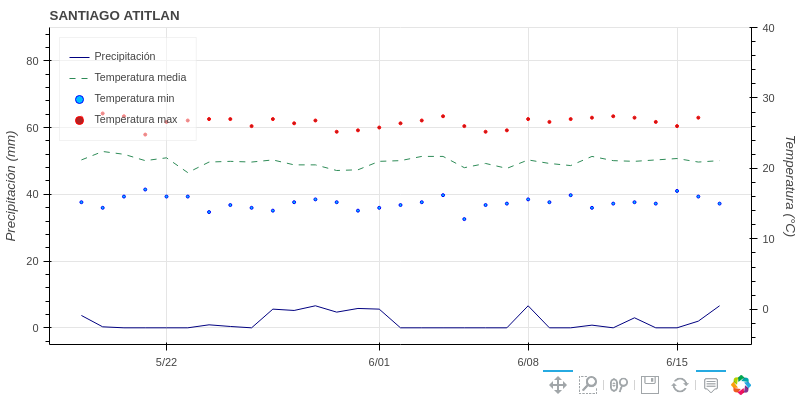 SANTIAGO ATITLAN
Precipitación
Temperatura media
Temperatura min
Temperatura max
Precipitación (mm)
80
60
40
20
0
40
30
20
10
0
Temperatura (°C)
5/22
6/01
6/08
6/15